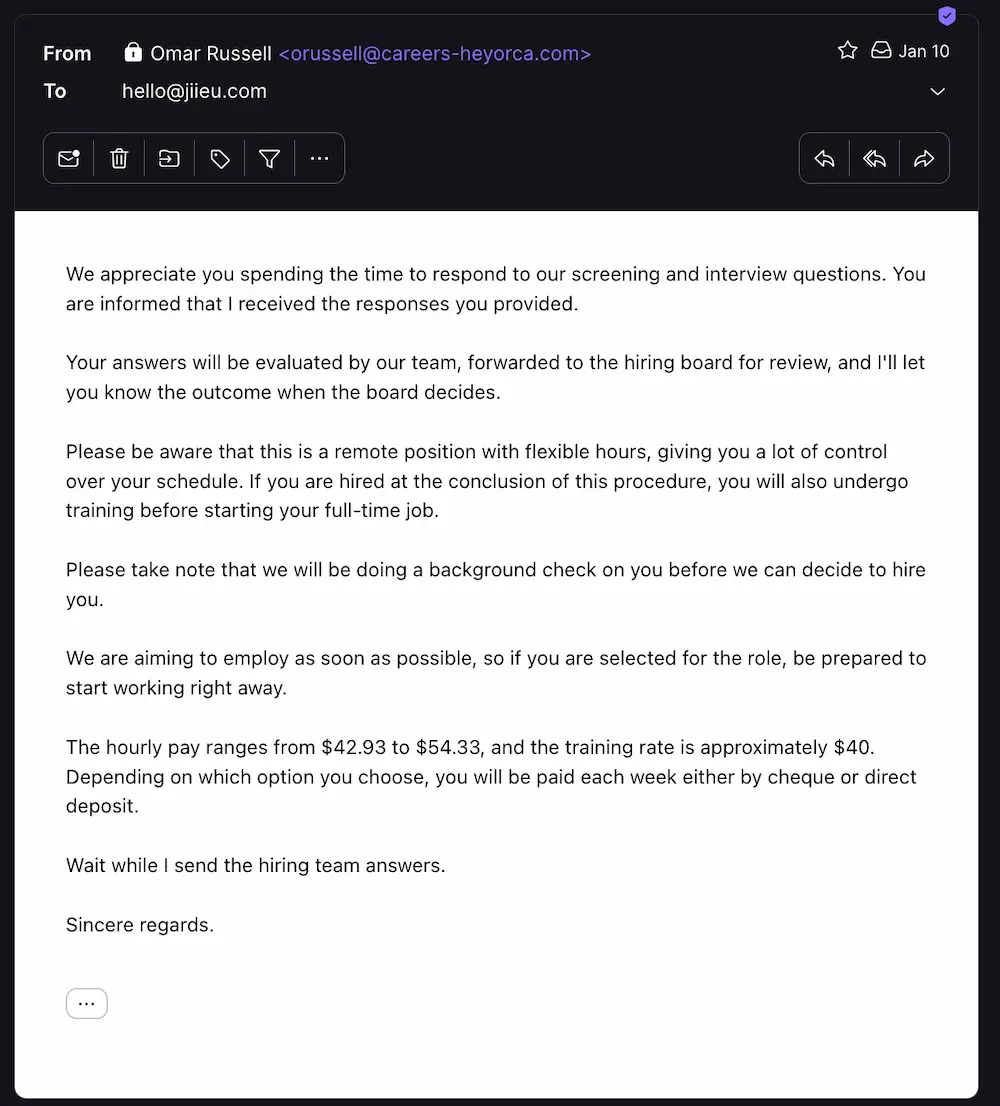 From Omar Russell <orussell@careers-heyorca.com> Jan 10
To hello@jiieu.com
We appreciate you spending the time to respond to our screening and interview questions. You
are informed that I received the responses you provided.
Your answers will be evaluated by our team, forwarded to the hiring board for review, and I'll let
you know the outcome when the board decides.
Please be aware that this is a remote position with flexible hours, giving you a lot of control
over your schedule. If you are hired at the conclusion of this procedure, you will also undergo
training before starting your full-time job.
Please take note that we will be doing a background check on you before we can decide to hire
you.
We are aiming to employ as soon as possible, so if you are selected for the role, be prepared to
start working right away.
The hourly pay ranges from $42.93 to $54.33, and the training rate is approximately $40.
Depending on which option you choose, you will be paid each week either by cheque or direct
deposit.
Wait while I send the hiring team answers.
Sincere regards.